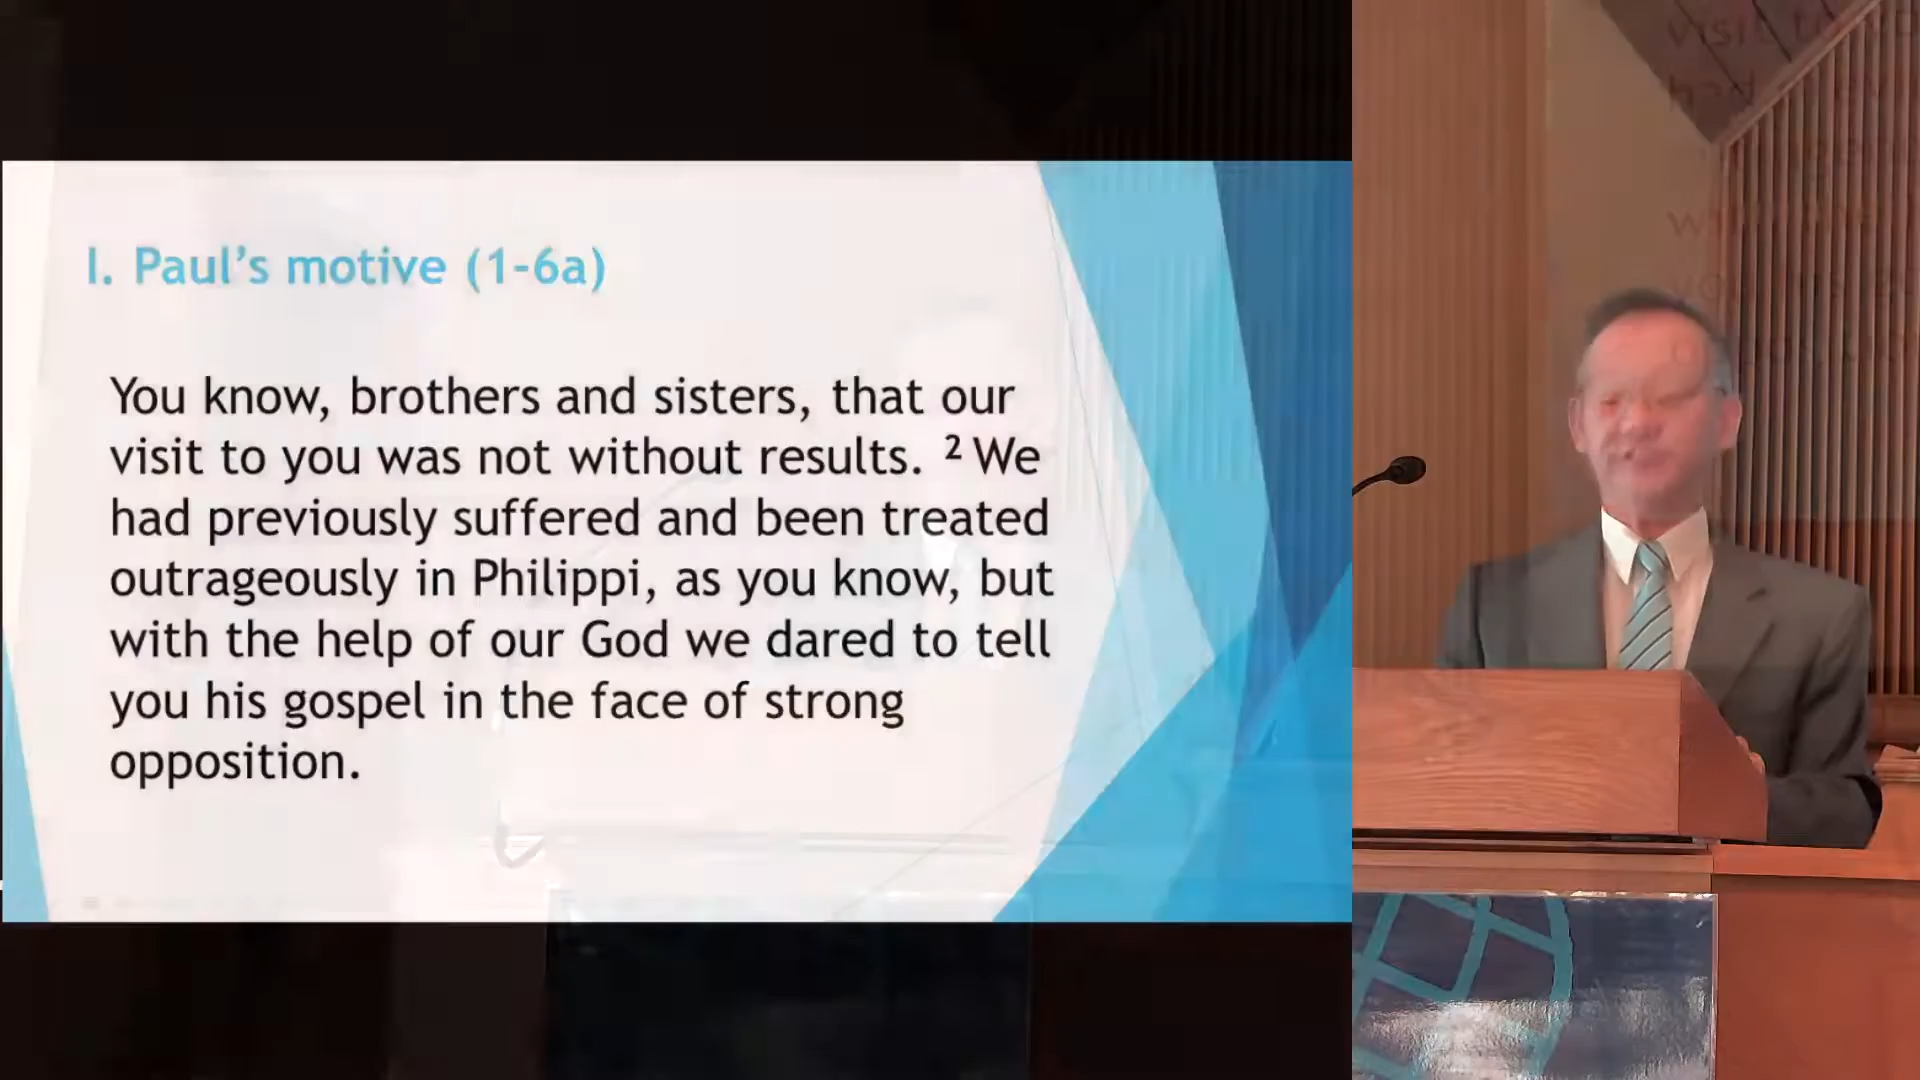 I. Paul’s motive (1-6a)
You know, brothers and sisters, that our
visit to you was not without results. ² We
had previously suffered and been treated
outrageously in Philippi, as you know, but
with the help of our God we dared to tell
you his gospel in the face of strong
opposition.